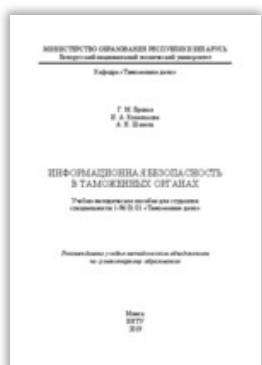 МИНИСТЕРСТВО ОБРАЗОВАНИЯ РЕСПУБЛИКИ БЕЛАРУСЬ
Белорусский национальный технический университет
Кафедра «Таможенное дело»
Г. М.
И. А.
А. Н.
ИНФОРМАЦИОННАЯ БЕЗОПАСНОСТЬ
В ТАМОЖЕННЫХ ОРГАНАХ
Учебно-методическое пособие для студентов
специальности 1-96 01 01 «Таможенное дело»
Рекомендовано учебно-методическим объединением
по гуманитарному образованию
Минск
БНТУ
2019